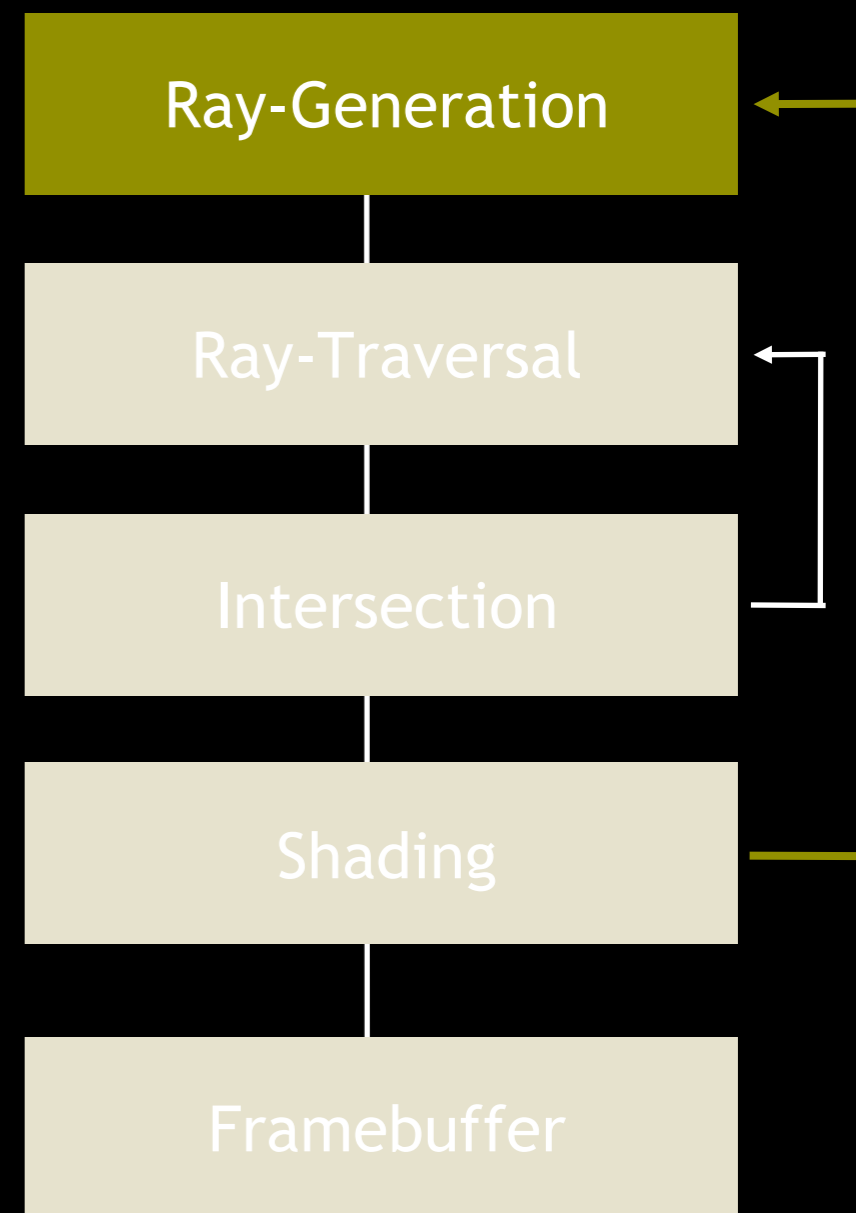 Ray-Generation
Ray-Traversal
Intersection
Shading
Framebuffer